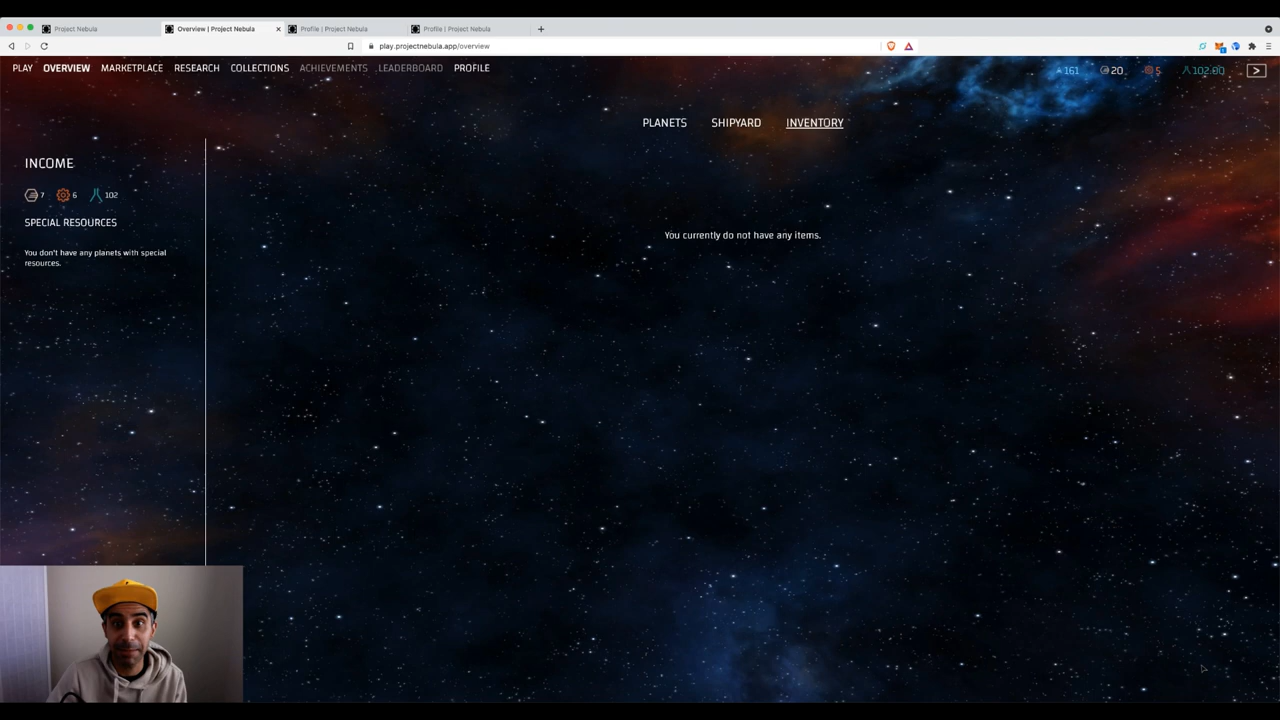 Project Nebula
Overview | Project Nebula
Profile | Project Nebula
Profile | Project Nebula
play.projectnebula.app/overview
PLAY OVERVIEW MARKETPLACE RESEARCH COLLECTIONS ACHIEVEMENTS LEADERBOARD PROFILE
161 20 5 102.00
PLANETS SHIPYARD INVENTORY
INCOME
7 6 102
SPECIAL RESOURCES
You don't have any planets with special
resources.
You currently do not have any items.